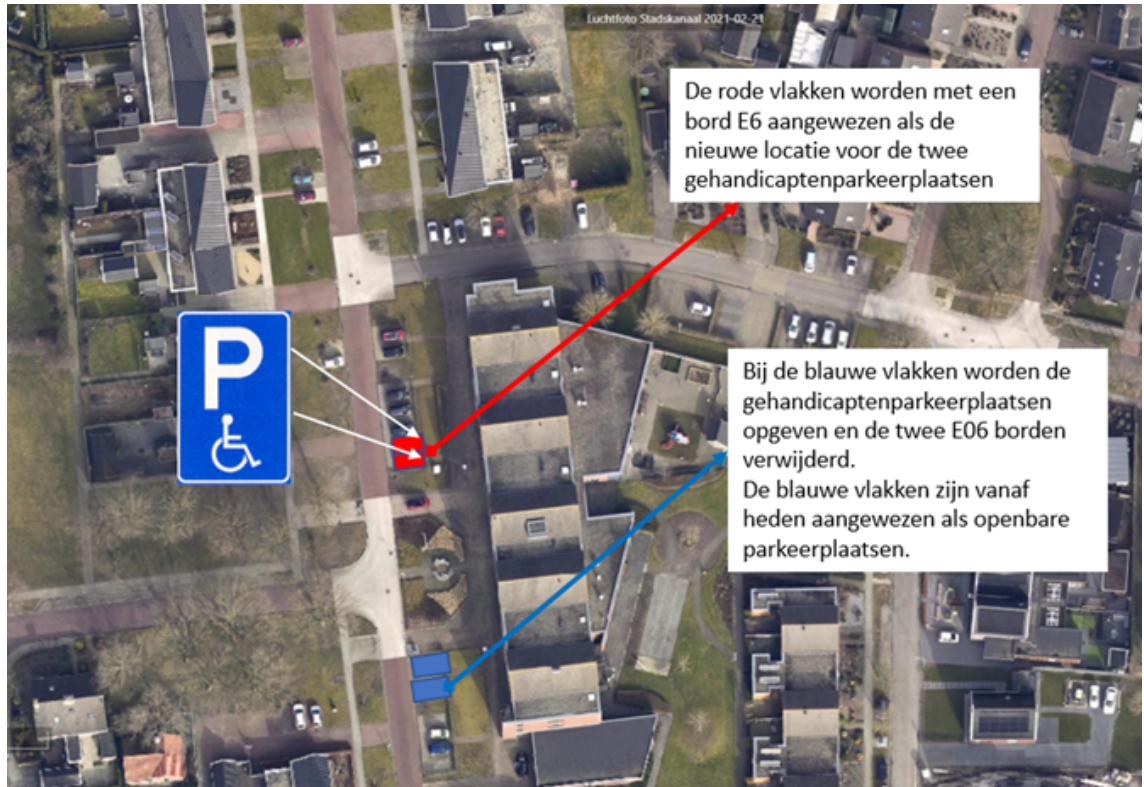 Luchtfoto Stadskanaal 2021-02-21
De rode vlakken worden met een
bord E6 aangewezen als de
nieuwe locatie voor de twee
gehandicaptenparkeerplaatsen
P
Bij de blauwe vlakken worden de
gehandicaptenparkeerplaatsen
opgeven en de twee E06 borden
verwijderd.
De blauwe vlakken zijn vanaf
heden aangewezen als openbare
parkeerplaatsen.